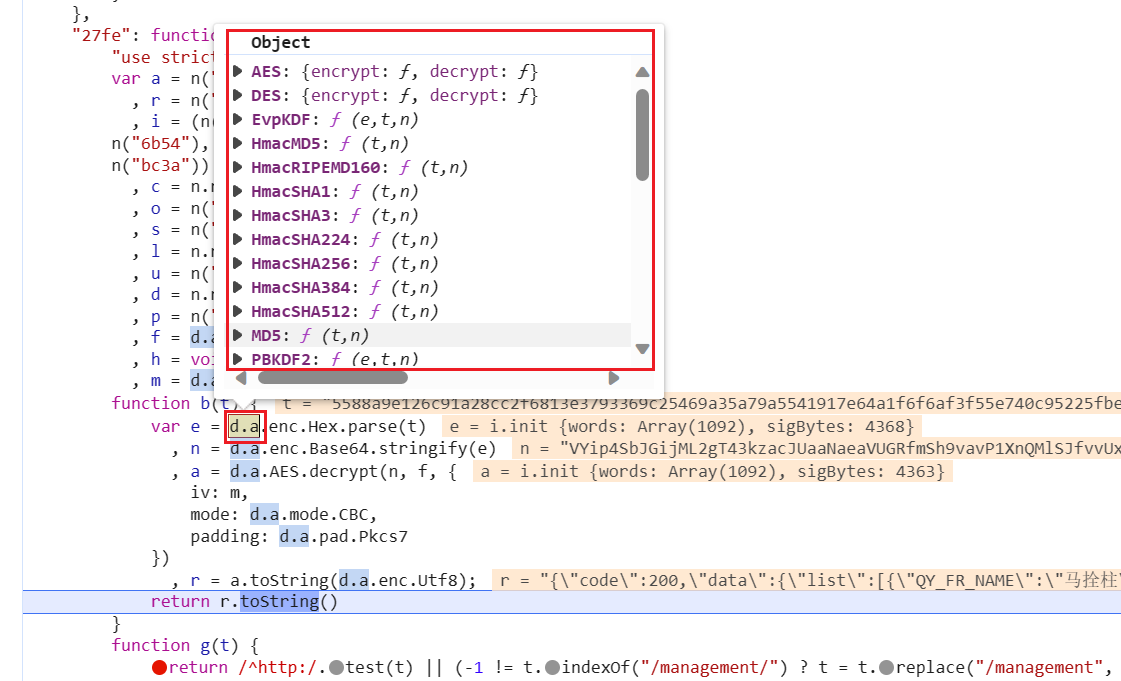 },
"27fe": functio
"use strict
var a = n("
, r = n("
, i = (n(
n("6b54"),
n("bc3a"))
, c = n.n
, o = n("
, s = n("
, l = n.n
, u = n("
, d = n.n
, p = n("
, f = d.a
, h = voi
, m = d.a
Object
AES: {encrypt: ƒ, decrypt: ƒ}
DES: {encrypt: ƒ, decrypt: ƒ}
EvpKDF: ƒ (e,t,n)
HmacMD5: ƒ (t,n)
HmacRIPEMD160: ƒ (t,n)
HmacSHA1: ƒ (t,n)
HmacSHA3: ƒ (t,n)
HmacSHA224: ƒ (t,n)
HmacSHA256: ƒ (t,n)
HmacSHA384: ƒ (t,n)
HmacSHA512: ƒ (t,n)
MD5: ƒ (t,n)
PBKDF2: ƒ (e,t,n)
function b(t) { t = "5588a9e126c91a28cc2f6813e3793369c25469a35a79a5541917e64a1f6f6af3f55e740c95225fbe
var e = d.a.enc.Hex.parse(t) e = i.init {words: Array(1092), sigBytes: 4368}
, n = d.a.enc.Base64.stringify(e) n = "VYip4SbJGijML2gT43kzacJUaaNaeaVUGRfmSh9vavP1XnQMlSJfvvUx
, a = d.a.AES.decrypt(n, f, { a = i.init {words: Array(1092), sigBytes: 4363}
iv: m,
mode: d.a.mode.CBC,
padding: d.a.pad.Pkcs7
})
, r = a.toString(d.a.enc.Utf8); r = "{\"code\":200,\"data\":{\"list\":[{\"QY_FR_NAME\":\"马拴柱\
return r.toString()
}
function g(t) {
return /^http:/.test(t) || (-1 != t.indexOf("/management/") ? t = t.replace("/management",